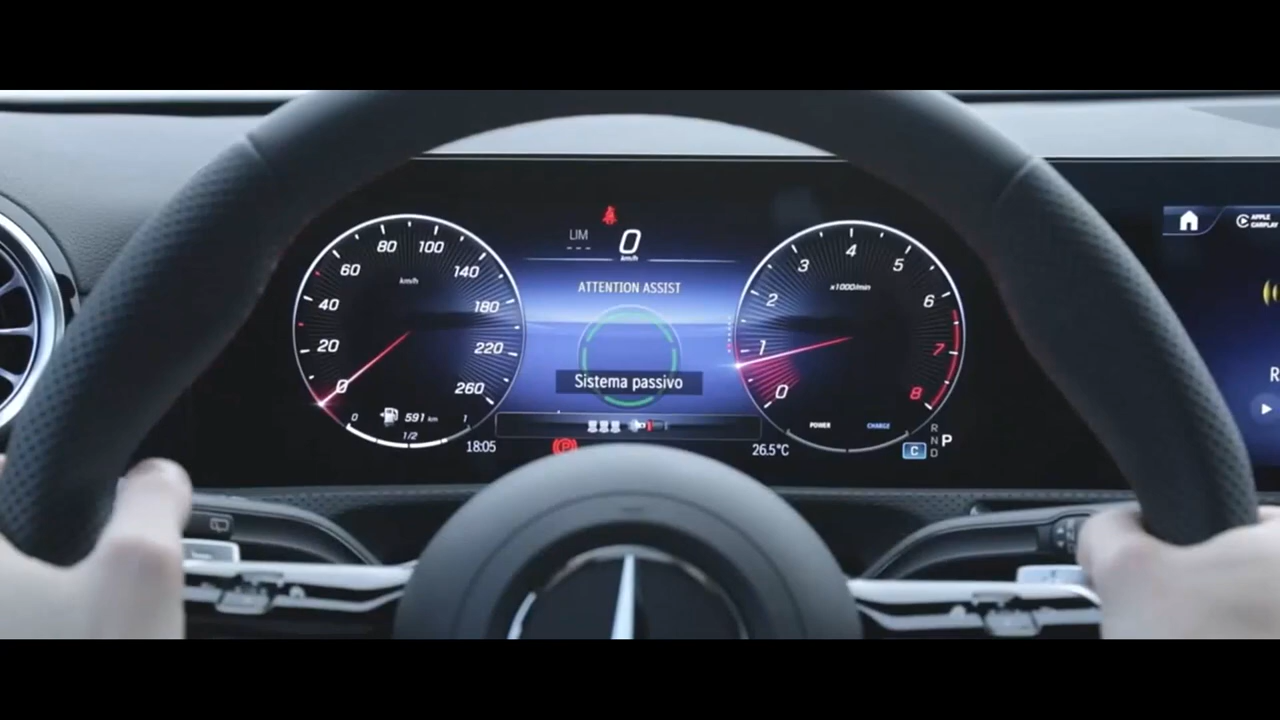 LIM
---
0
km/h
ATTENTION ASSIST
Sistema passivo
0
20
40
60
80
100
140
180
220
260
km/h
0
591 km
1
1/2
18:05
26.5°C
0
1
2
3
4
5
6
7
8
x1000/min
POWER
CHARGE
C
R
N
D
P
APPLE
CARPLAY
R